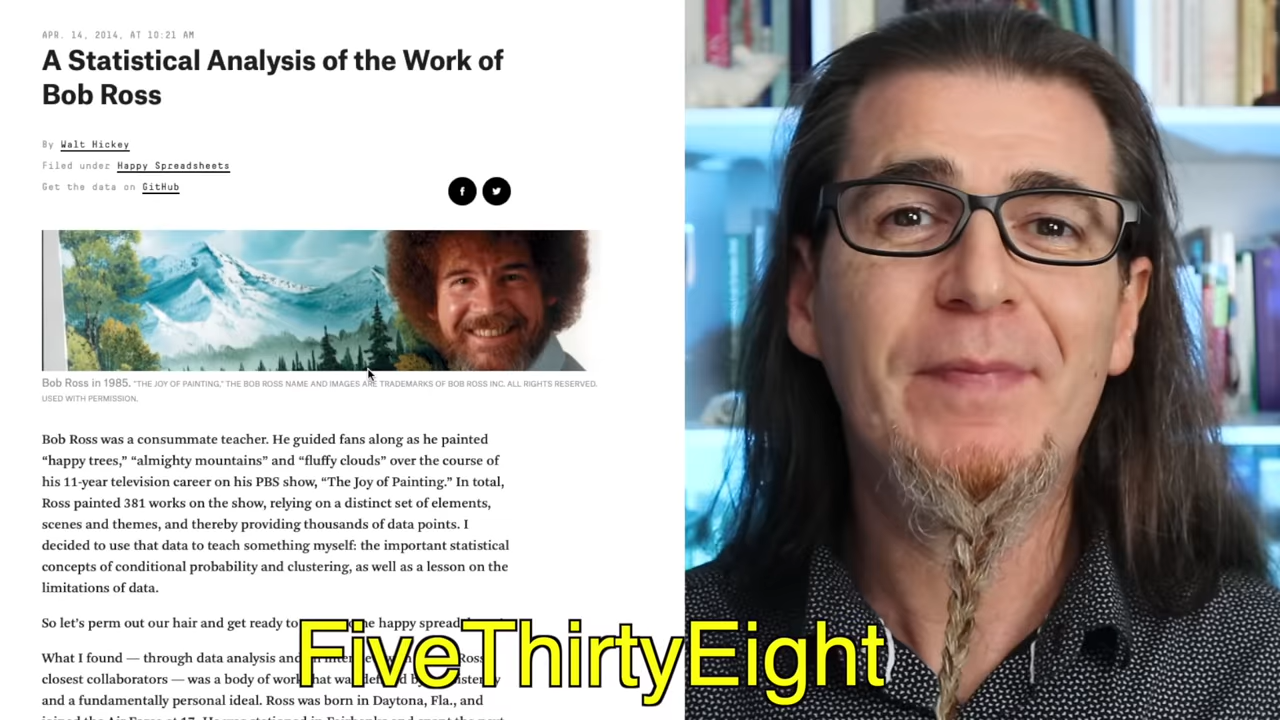 APR. 14, 2014, AT 10:21 AM
A Statistical Analysis of the Work of
Bob Ross
By Walt Hickey
Filed under Happy Spreadsheets
Get the data on GitHub
Bob Ross in 1985. "THE JOY OF PAINTING," THE BOB ROSS NAME AND IMAGES ARE TRADEMARKS OF BOB ROSS INC. ALL RIGHTS RESERVED.
USED WITH PERMISSION.
Bob Ross was a consummate teacher. He guided fans along as he painted
“happy trees,” “almighty mountains” and “fluffy clouds” over the course of
his 11-year television career on his PBS show, “The Joy of Painting.” In total,
Ross painted 381 works on the show, relying on a distinct set of elements,
scenes and themes, and thereby providing thousands of data points. I
decided to use that data to teach something myself: the important statistical
concepts of conditional probability and clustering, as well as a lesson on the
limitations of data.
So let’s perm out our hair and get ready to happy
FiveThirtyEight
What I found — through data analysis and
closest collaborators — was a body of work
and a fundamentally personal ideal. Ross was born in Daytona, Fla., and